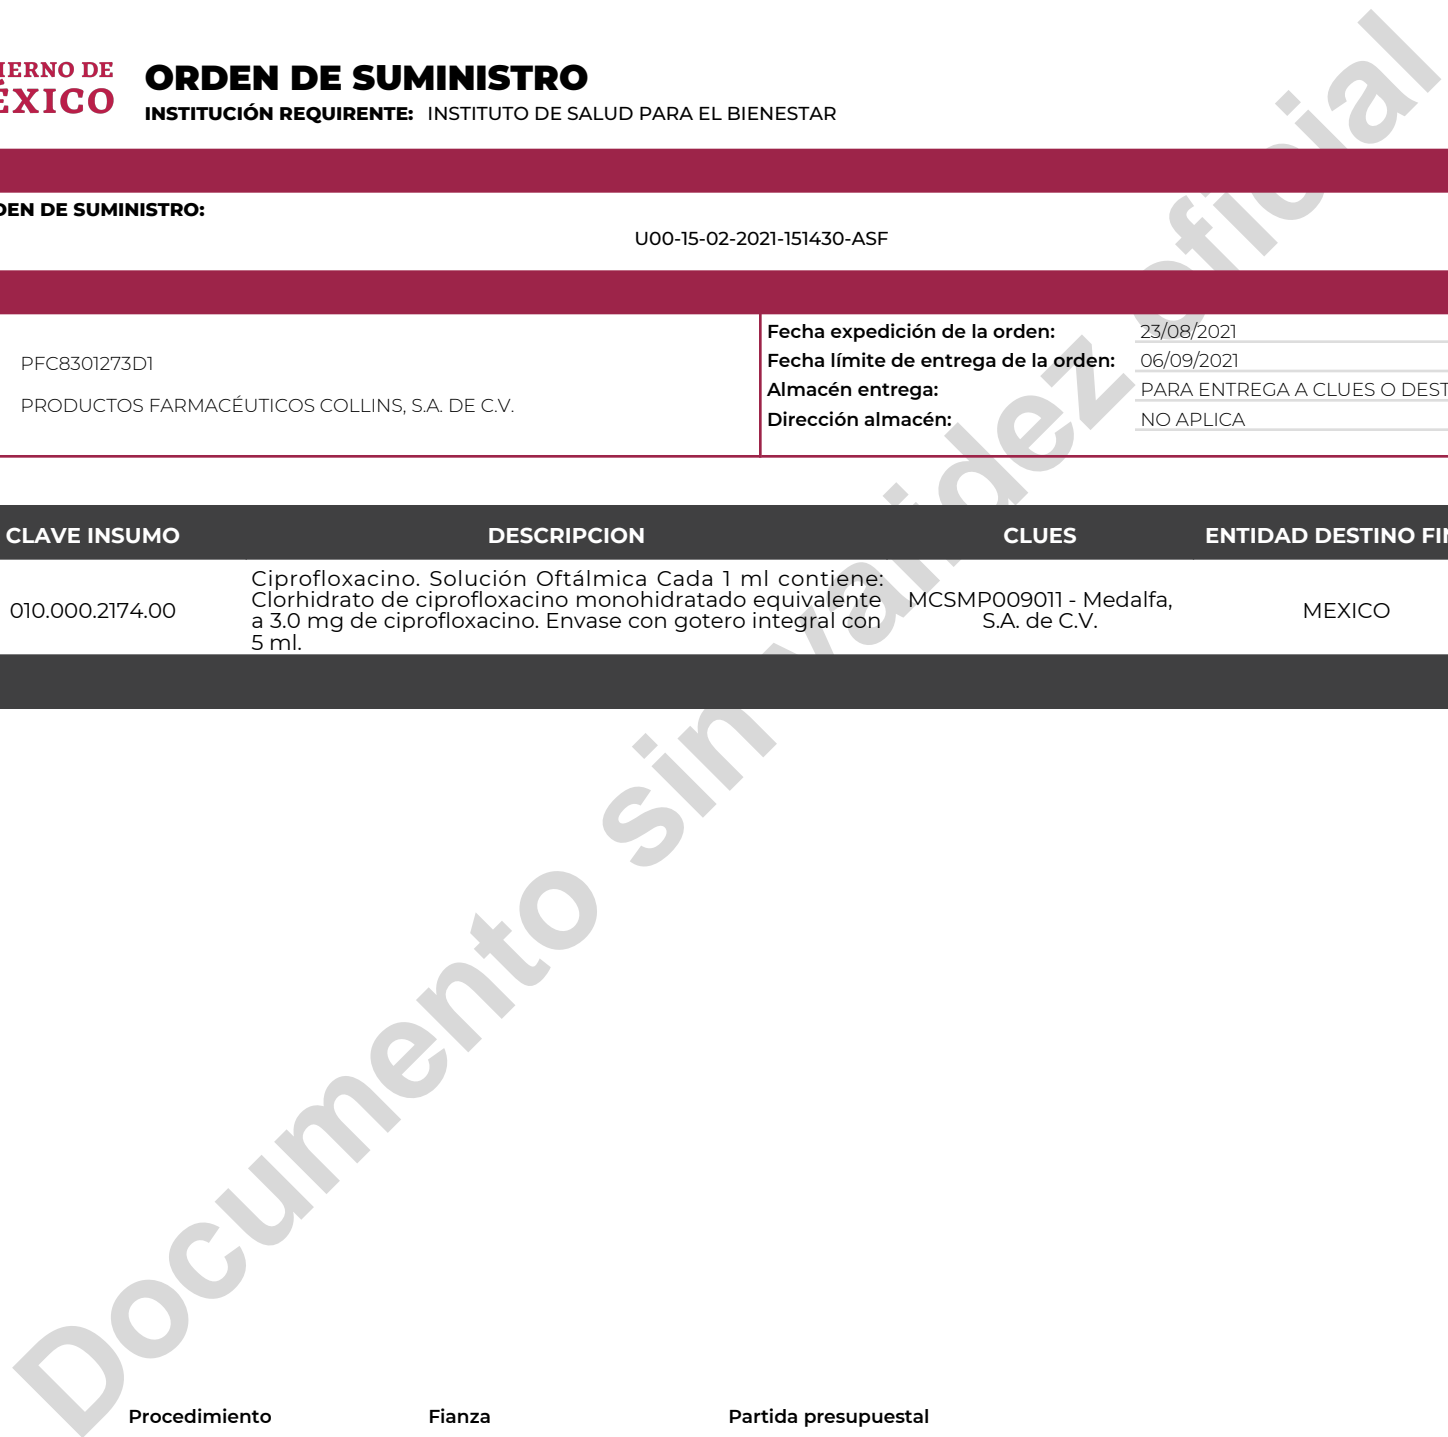 IERNO DE
ÉXICO
ORDEN DE SUMINISTRO
INSTITUCIÓN REQUIRENTE: INSTITUTO DE SALUD PARA EL BIENESTAR
DEN DE SUMINISTRO:
U00-15-02-2021-151430-ASF
PFC8301273D1
PRODUCTOS FARMACÉUTICOS COLLINS, S.A. DE C.V.
Fecha expedición de la orden: 23/08/2021
Fecha límite de entrega de la orden: 06/09/2021
Almacén entrega: PARA ENTREGA A CLUES O DEST
Dirección almacén: NO APLICA
CLAVE INSUMO DESCRIPCION CLUES ENTIDAD DESTINO FIN
010.000.2174.00
Ciprofloxacino. Solución Oftálmica Cada 1 ml contiene:
Clorhidrato de ciprofloxacino monohidratado equivalente
a 3.0 mg de ciprofloxacino. Envase con gotero integral con
5 ml.
MCSMP009011 - Medalfa,
S.A. de C.V.
MEXICO
Documento sin validez oficial
Procedimiento Fianza Partida presupuestal